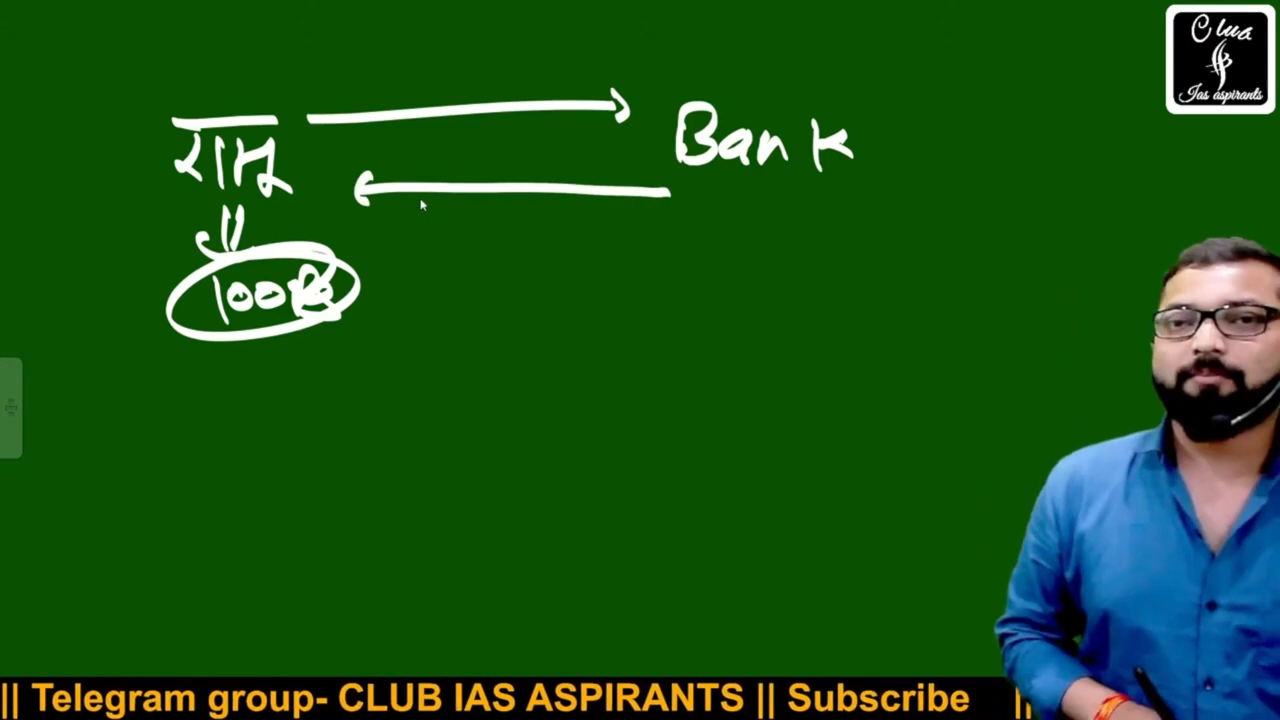 Club
Ias aspirants
Bank
रामु
100
|| Telegram group- CLUB IAS ASPIRANTS || Subscribe ||